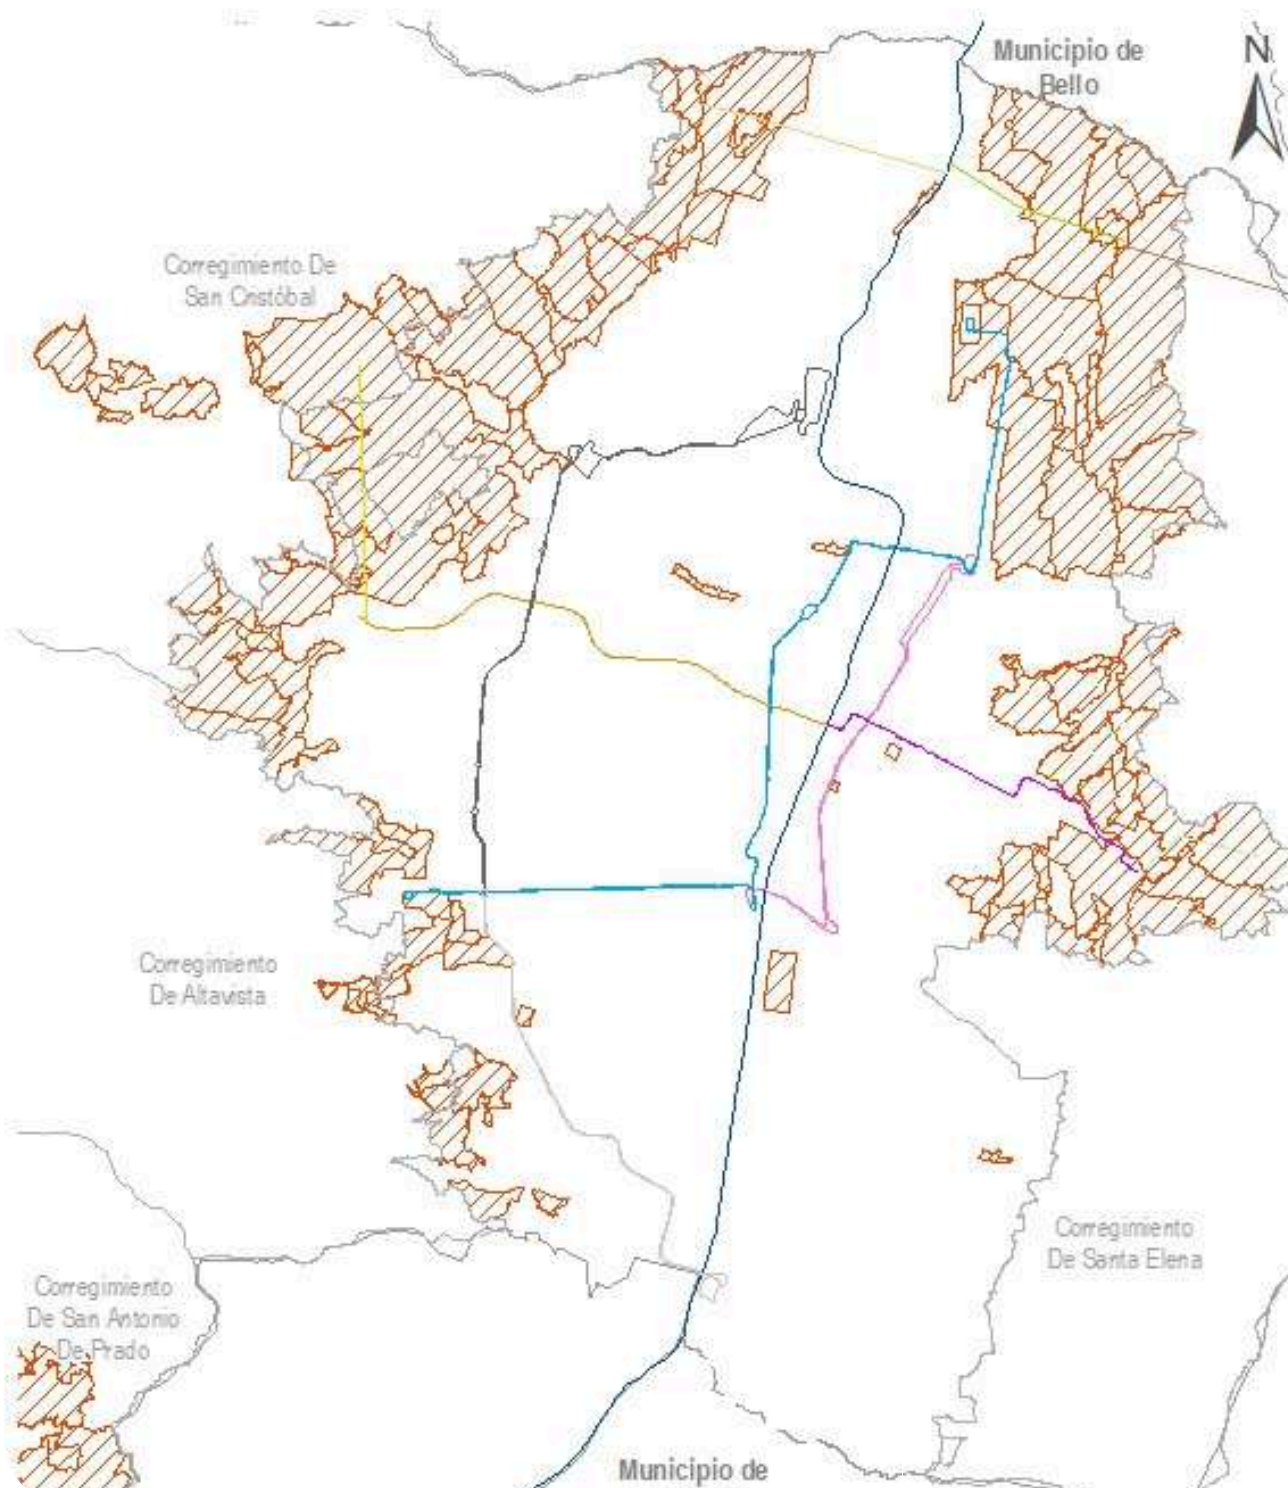 Municipio de
Bello
N
Corregimiento De
San Cristóbal
Corregimiento
De Altavista
Corregimiento
De Santa Elena
Corregimiento
De San Antonio
De Prado
Municipio de